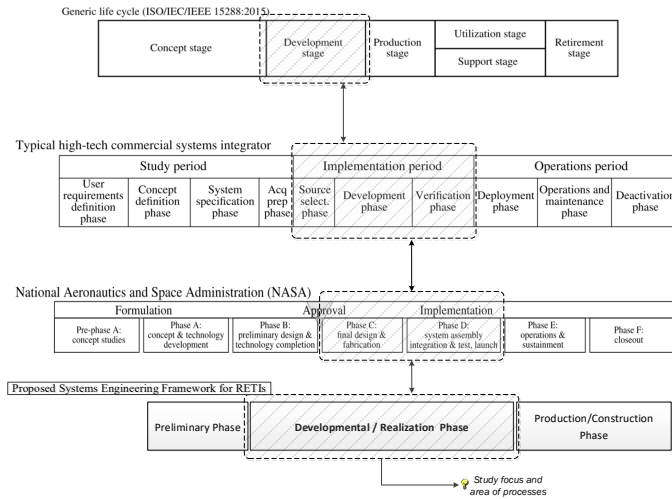 Generic life cycle (ISO/IEC/IEEE 15288:2015)
Concept stage
Development
stage
Production
stage
Utilization stage
Support stage
Retirement
stage
Typical high-tech commercial systems integrator
Study period
Implementation period
Operations period
User
requirements
definition
phase
Concept
definition
phase
System
specification
phase
Acq
prep
phase
Source
select.
phase
Development
phase
Verification
phase
Deployment
phase
Operations and
maintenance
phase
Deactivation
phase
National Aeronautics and Space Administration (NASA)
Formulation
Approval
Implementation
Pre-phase A:
concept studies
Phase A:
concept & technology
development
Phase B:
preliminary design &
technology completion
Phase C:
final design &
fabrication
Phase D:
system assembly
integration & test, launch
Phase E:
operations &
sustainment
Phase F:
closeout
Proposed Systems Engineering Framework for RETIs
Preliminary Phase
Developmental / Realization Phase
Production/Construction
Phase
Study focus and
area of processes